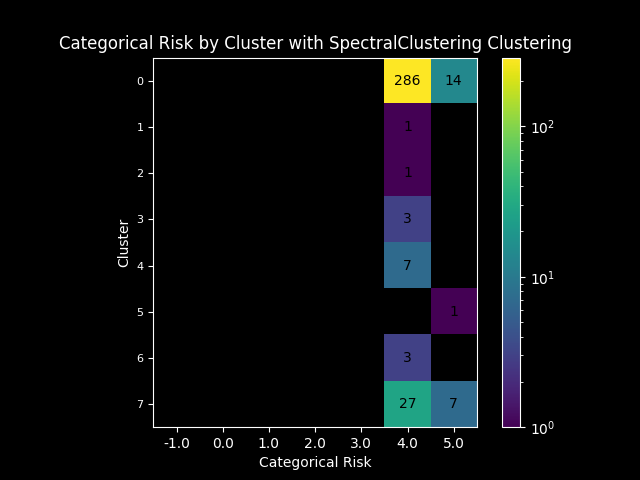 Categorical Risk by Cluster with SpectralClustering Clustering
0 286 14
1 1
2 1
3 3
4 7
5 1
6 3
7 27 7
-1.0 0.0 1.0 2.0 3.0 4.0 5.0
Categorical Risk
Cluster
10²
10¹
10⁰